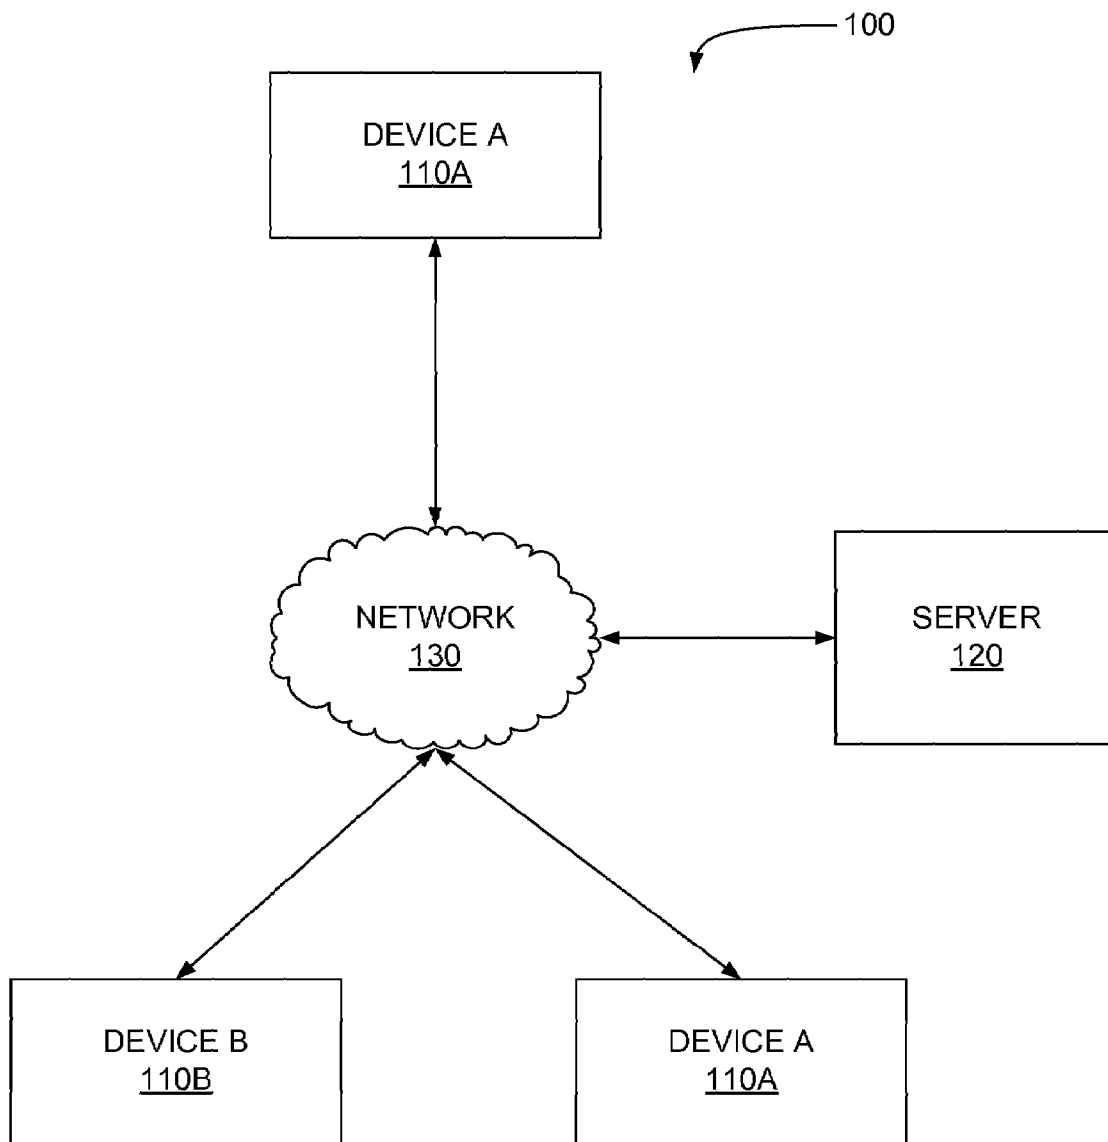 100
DEVICE A
110A
NETWORK
130
SERVER
120
DEVICE B
110B
DEVICE A
110A